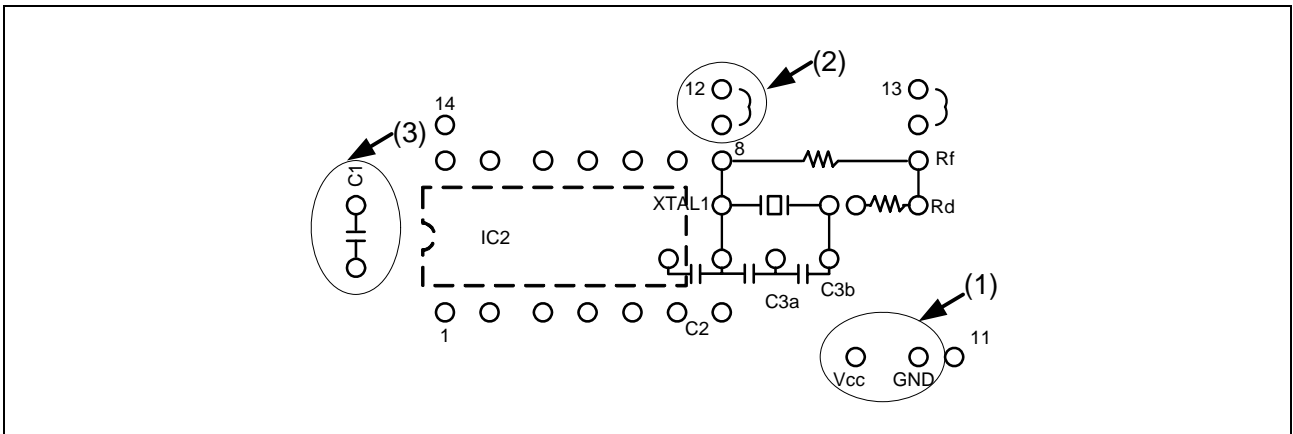 (2)
12
13
14
(3)
8
Rf
C1
XTAL1
Rd
IC2
C3a
C3b
(1)
C2
1
11
Vcc
GND